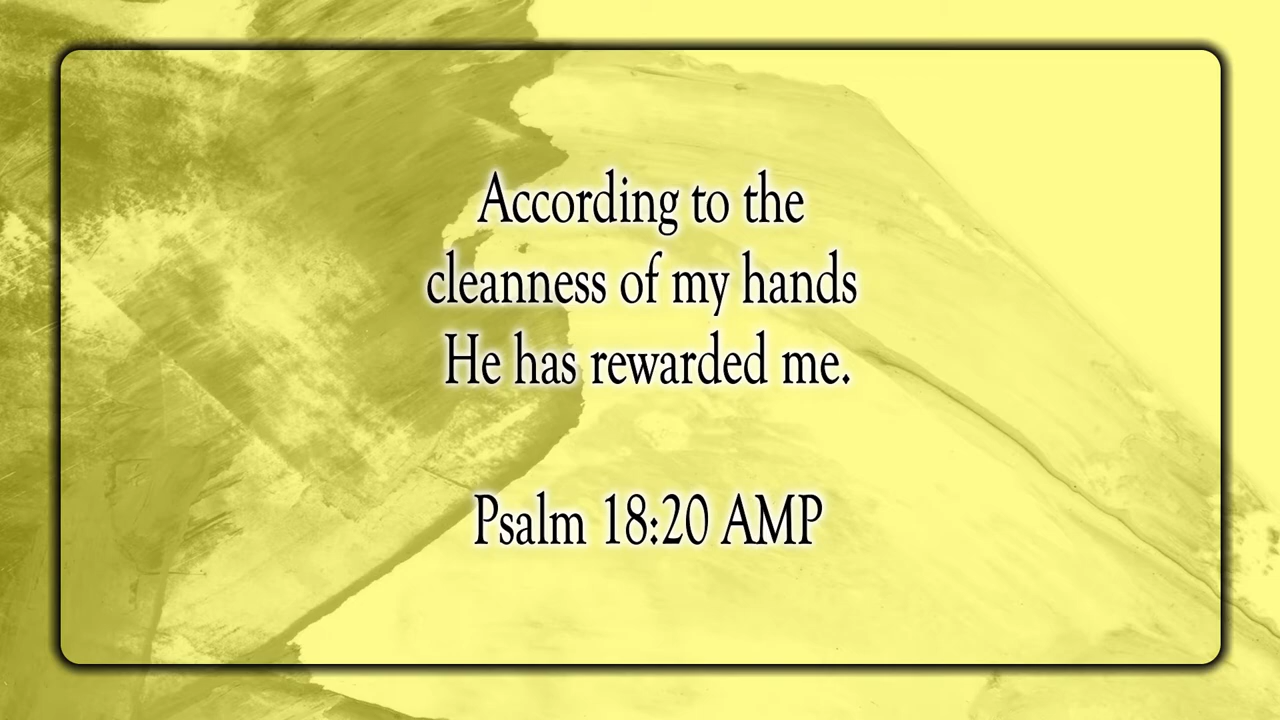 According to the
cleanness of my hands
He has rewarded me.
Psalm 18:20 AMP